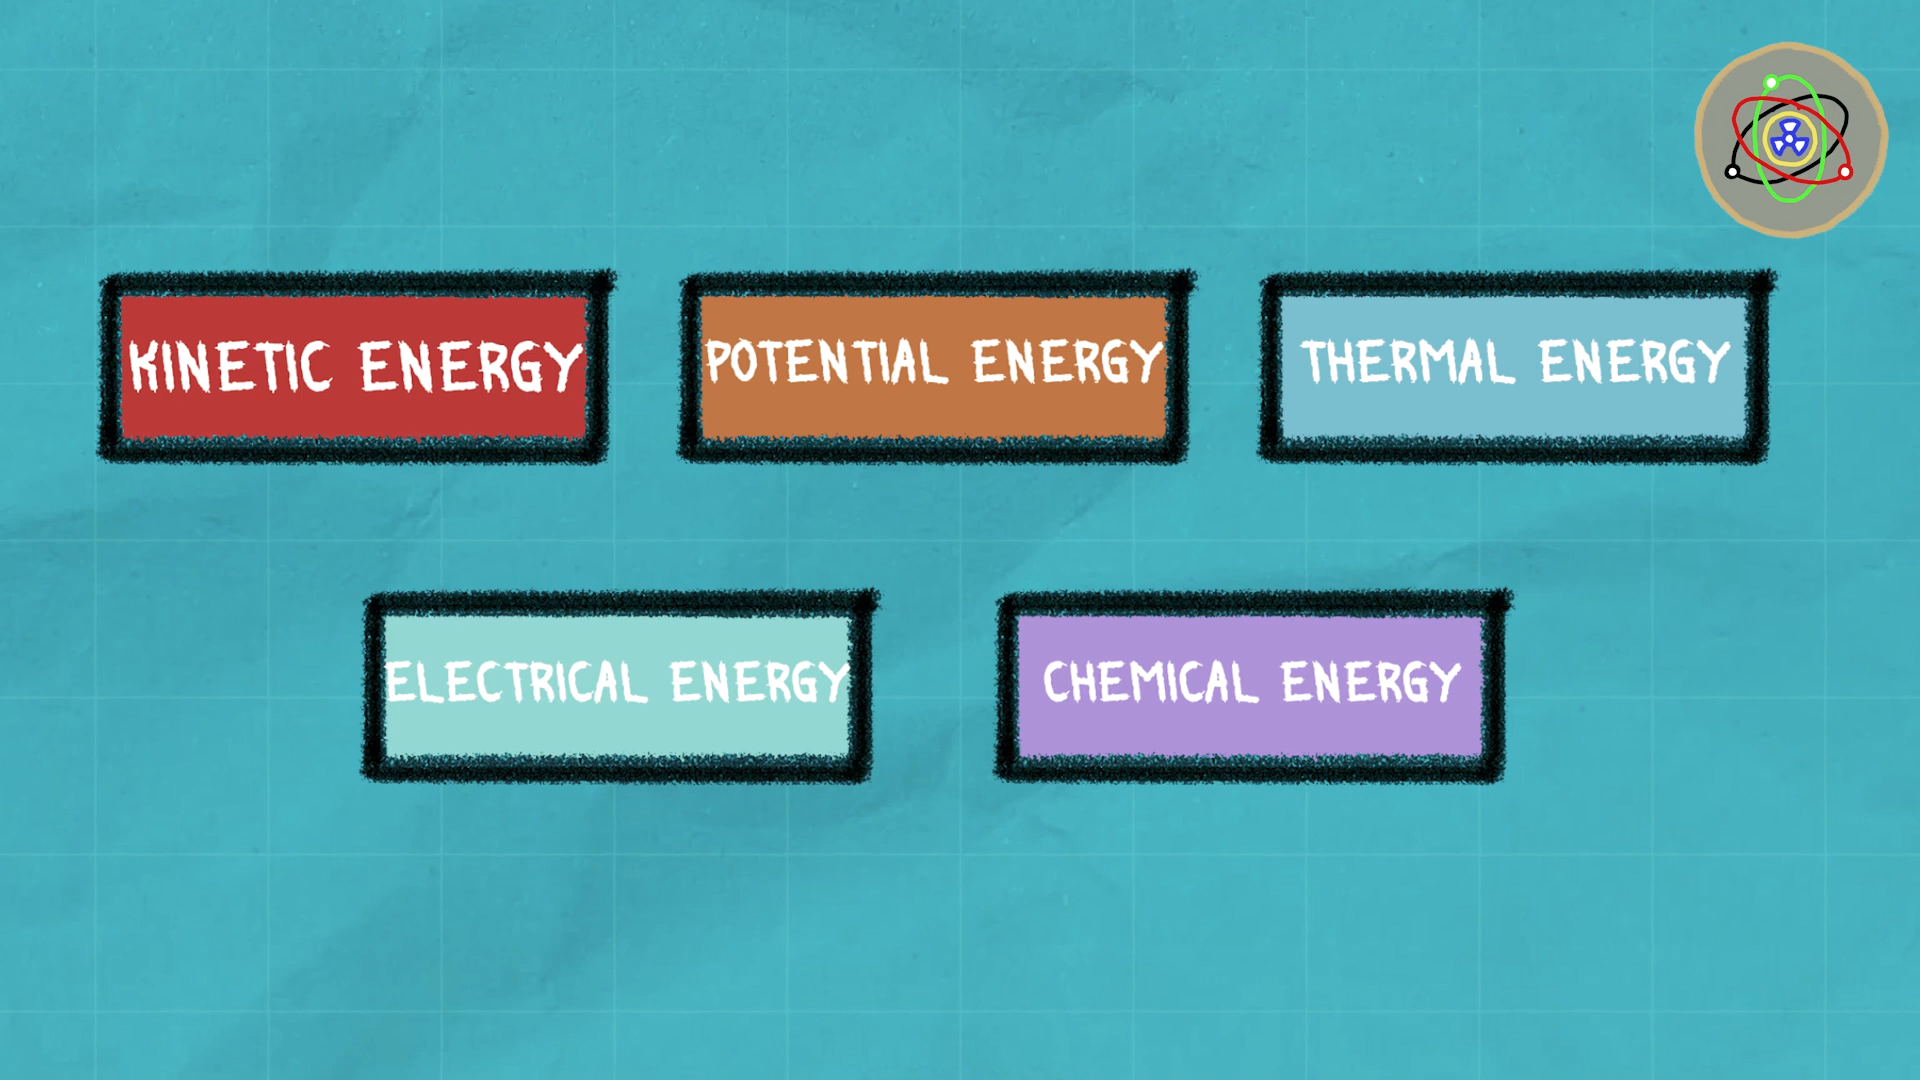 KINETIC ENERGY
POTENTIAL ENERGY
THERMAL ENERGY
ELECTRICAL ENERGY
CHEMICAL ENERGY